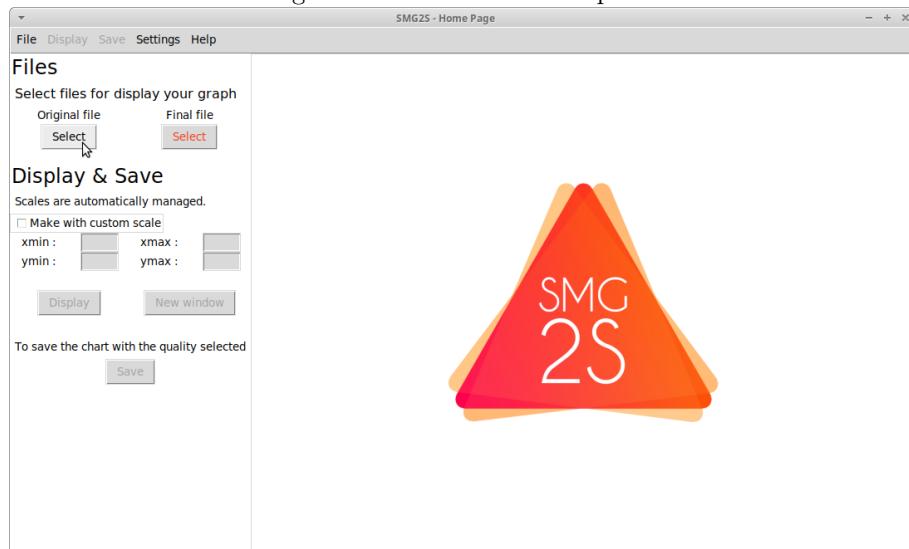 SMG2S - Home Page
File Display Save Settings Help
Files
Select files for display your graph
Original file Final file
Select Select
Display & Save
Scales are automatically managed.
Make with custom scale
xmin : xmax :
ymin : ymax :
Display New window
To save the chart with the quality selected
Save
SMG
2S